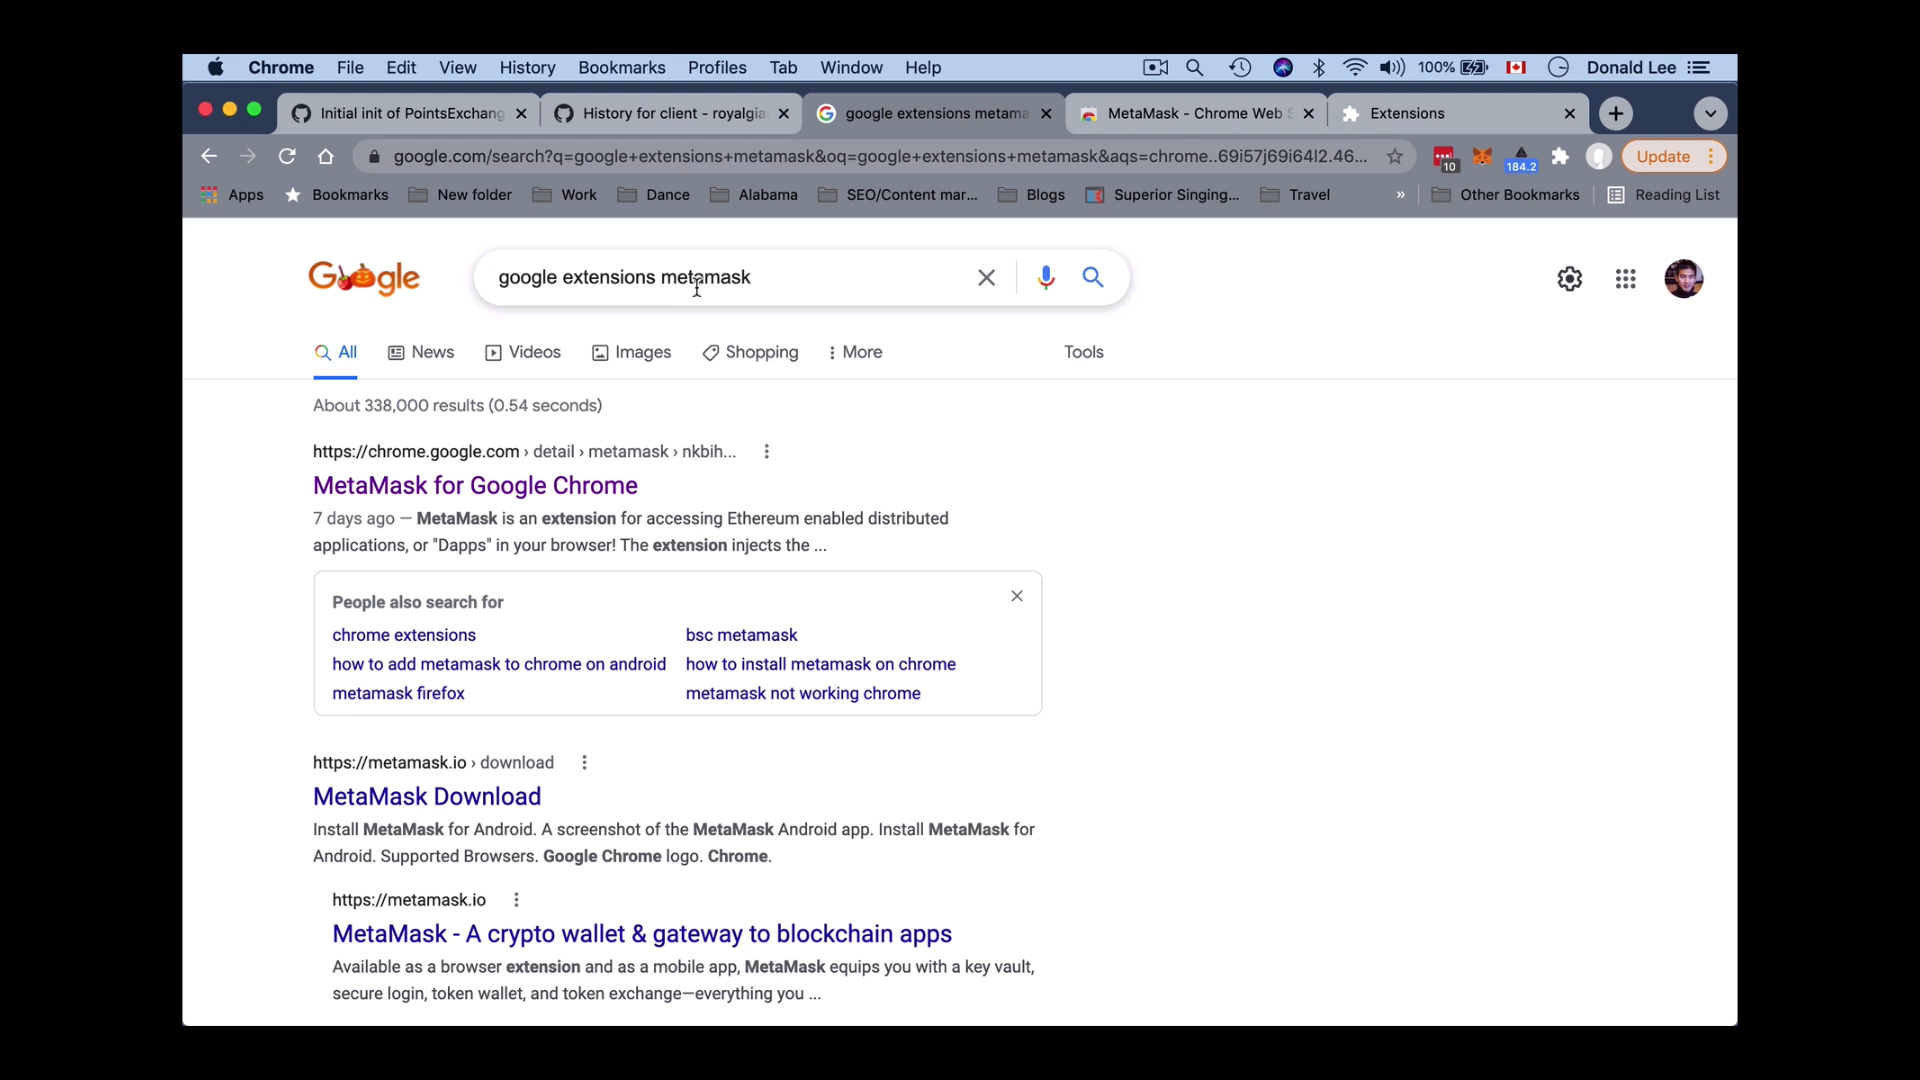 Chrome File Edit View History Bookmarks Profiles Tab Window Help 100% Donald Lee
Initial init of PointsExchang History for client - royalgia google extensions metama MetaMask - Chrome Web S Extensions
google.com/search?q=google+extensions+metamask&oq=google+extensions+metamask&aqs=chrome..69i57j69i64l2.46... 10 184.2 Update
Apps Bookmarks New folder Work Dance Alabama SEO/Content mar... Blogs Superior Singing... Travel » Other Bookmarks Reading List
Google google extensions metamask
All News Videos Images Shopping More Tools
About 338,000 results (0.54 seconds)
https://chrome.google.com › detail › metamask › nkbih...
MetaMask for Google Chrome
7 days ago — MetaMask is an extension for accessing Ethereum enabled distributed
applications, or "Dapps" in your browser! The extension injects the ...
People also search for
chrome extensions bsc metamask
how to add metamask to chrome on android how to install metamask on chrome
metamask firefox metamask not working chrome
https://metamask.io › download
MetaMask Download
Install MetaMask for Android. A screenshot of the MetaMask Android app. Install MetaMask for
Android. Supported Browsers. Google Chrome logo. Chrome.
https://metamask.io
MetaMask - A crypto wallet & gateway to blockchain apps
Available as a browser extension and as a mobile app, MetaMask equips you with a key vault,
secure login, token wallet, and token exchange—everything you ...